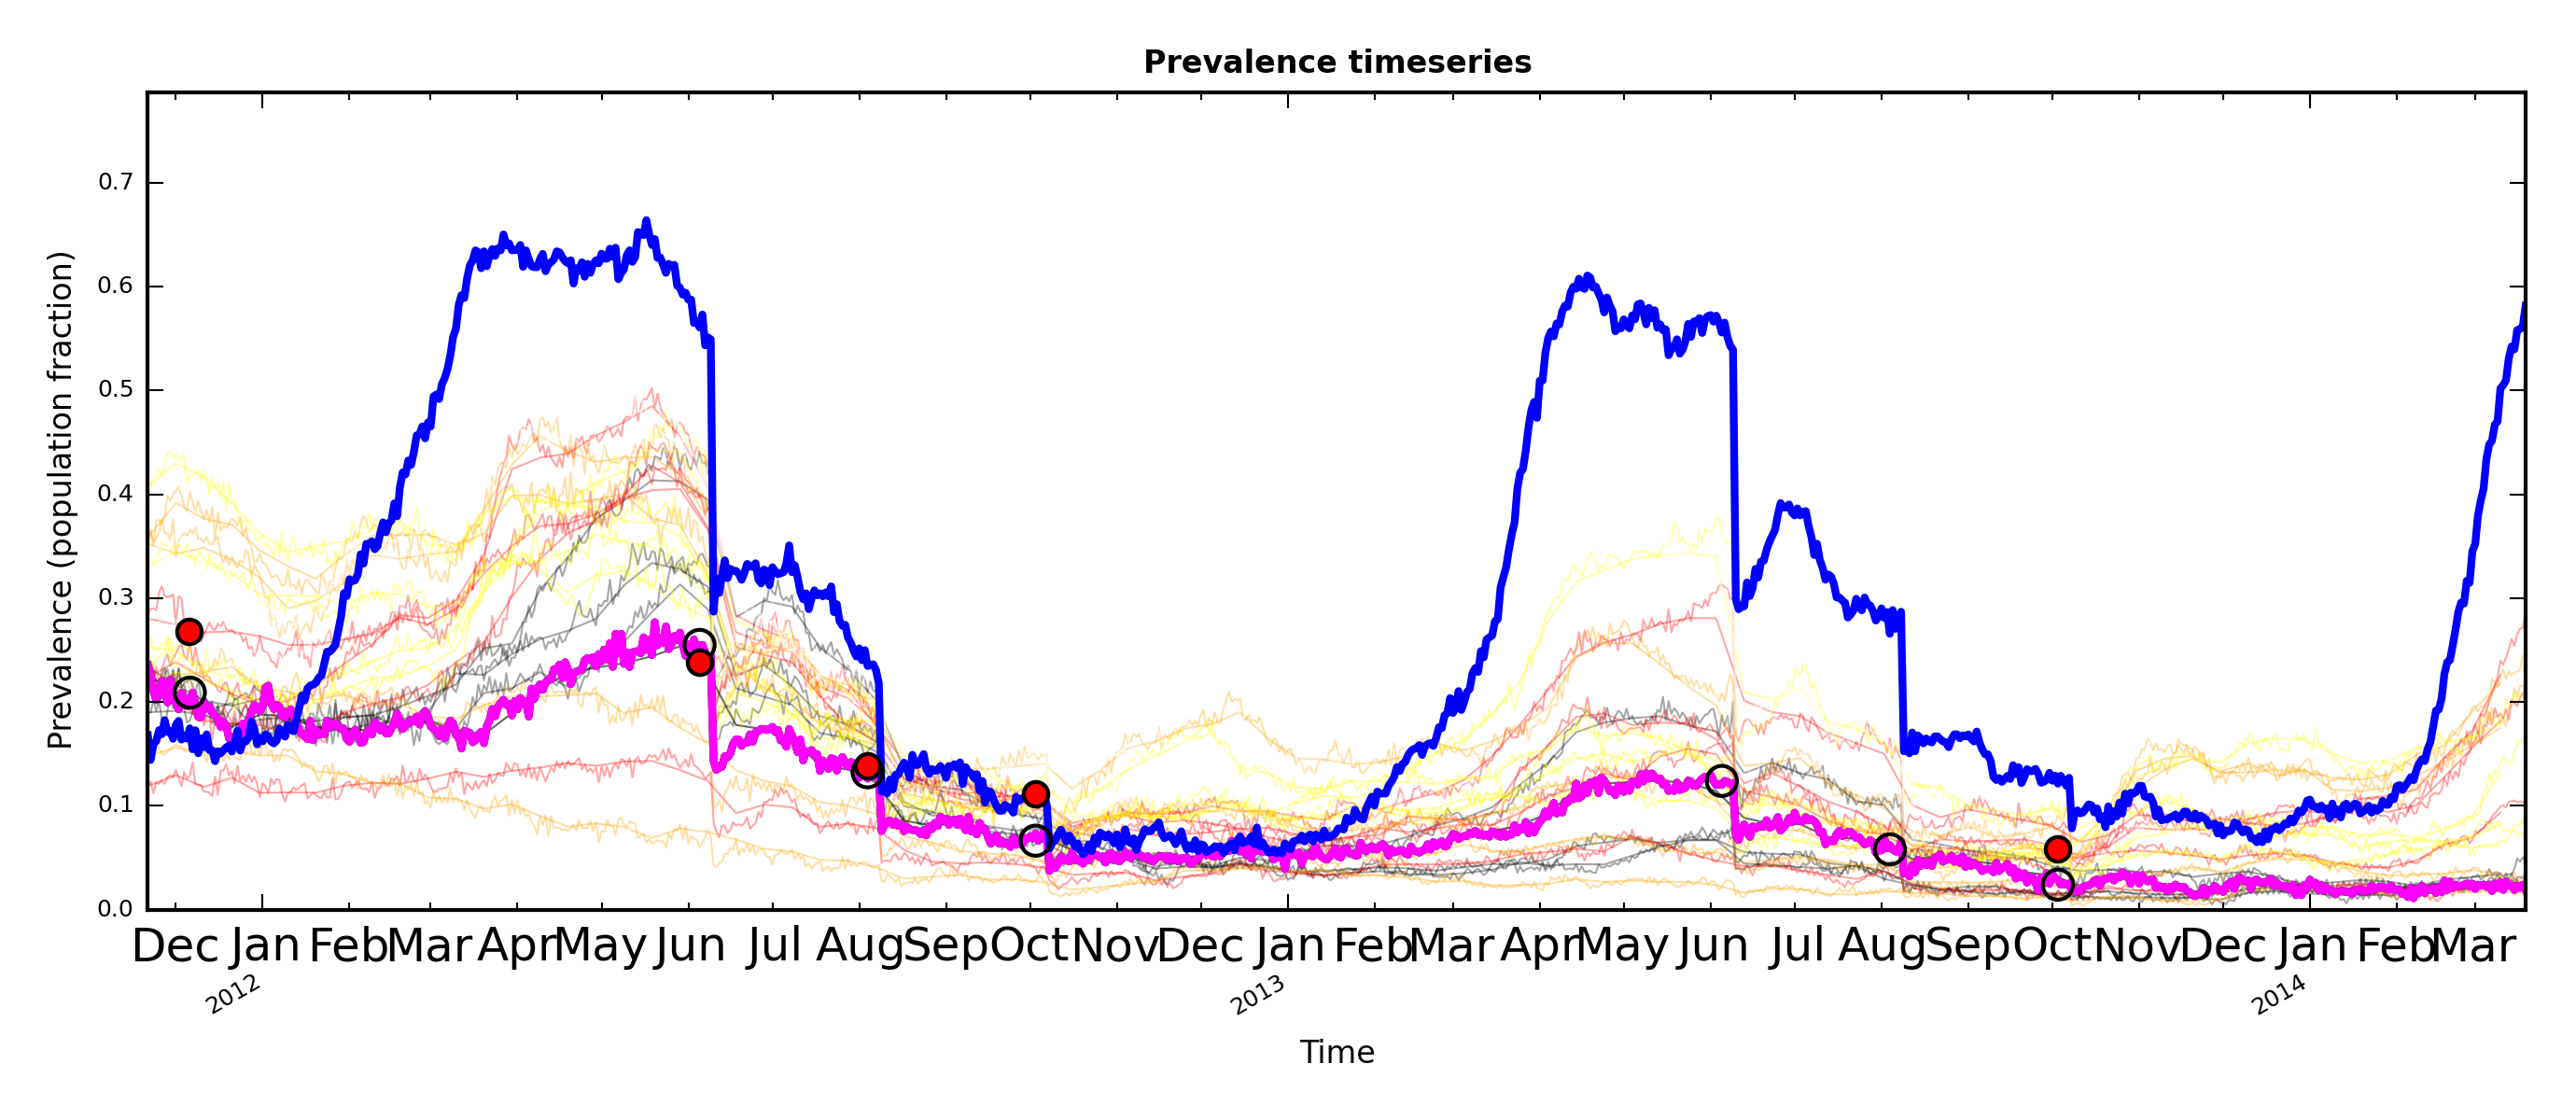 Prevalence timeseries
Prevalence (population fraction)
0.7
0.6
0.5
0.4
0.3
0.2
0.1
0.0
Dec Jan Feb Mar Apr May Jun Jul Aug Sep Oct Nov Dec Jan Feb Mar Apr May Jun Jul Aug Sep Oct Nov Dec Jan Feb Mar
2012 2013 2014
Time